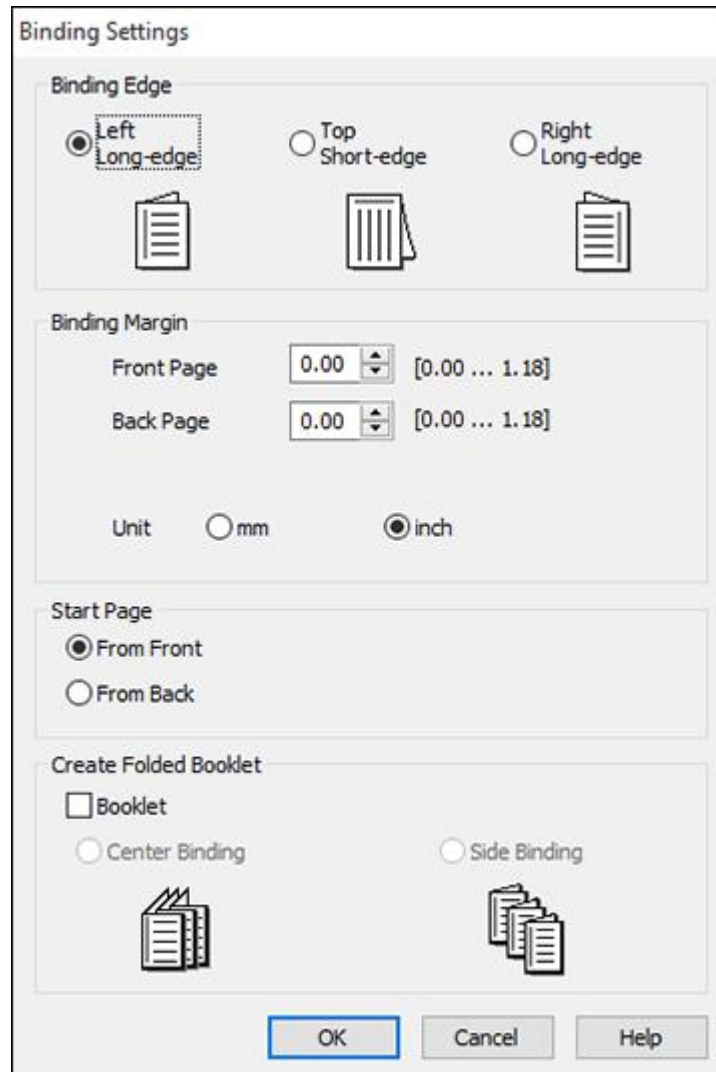 Binding Settings
Binding Edge
Left
Long-edge
Top
Short-edge
Right
Long-edge
Binding Margin
Front Page 0.00 [0.00 ... 1.18]
Back Page 0.00 [0.00 ... 1.18]
Unit mm inch
Start Page
From Front
From Back
Create Folded Booklet
Booklet
Center Binding Side Binding
OK Cancel Help